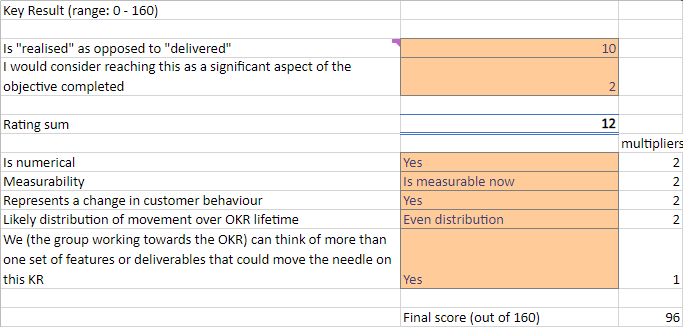 Key Result (range: 0 - 160)
Is "realised" as opposed to "delivered" 10
I would consider reaching this as a significant aspect of the
objective completed 2
Rating sum 12
multipliers
Is numerical Yes 2
Measurability Is measurable now 2
Represents a change in customer behaviour Yes 2
Likely distribution of movement over OKR lifetime Even distribution 2
We (the group working towards the OKR) can think of more than
one set of features or deliverables that could move the needle on
this KR Yes 1
Final score (out of 160) 96